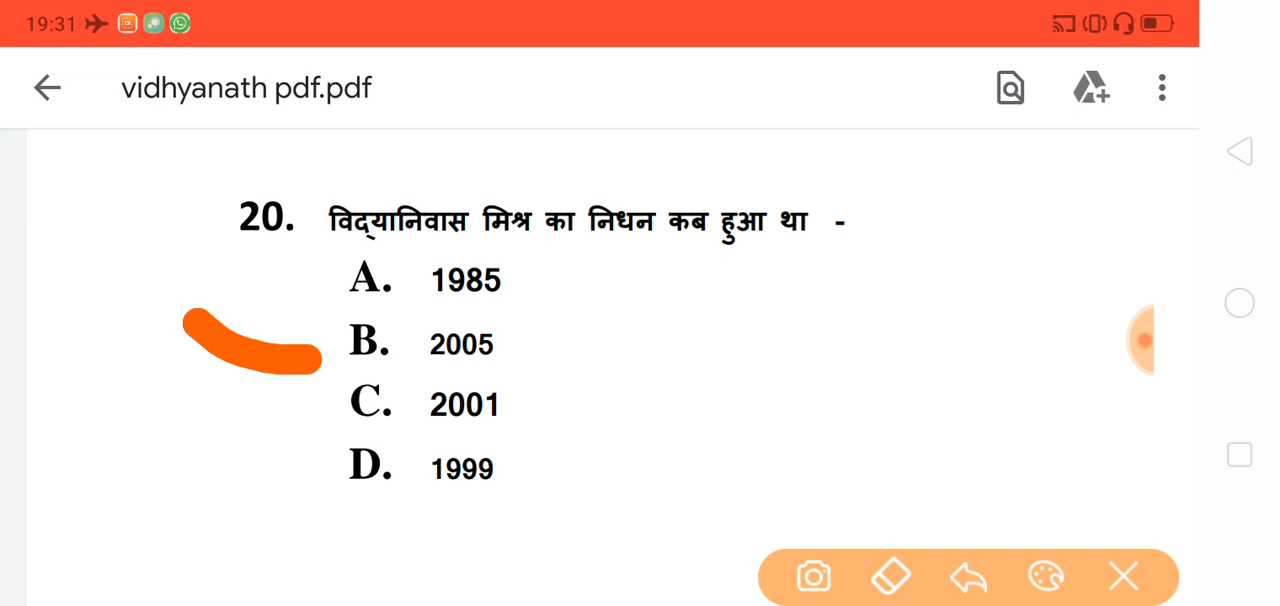 19:31
vidhyanath pdf.pdf
20. विद्यानिवास मिश्र का निधन कब हुआ था -
A. 1985
B. 2005
C. 2001
D. 1999